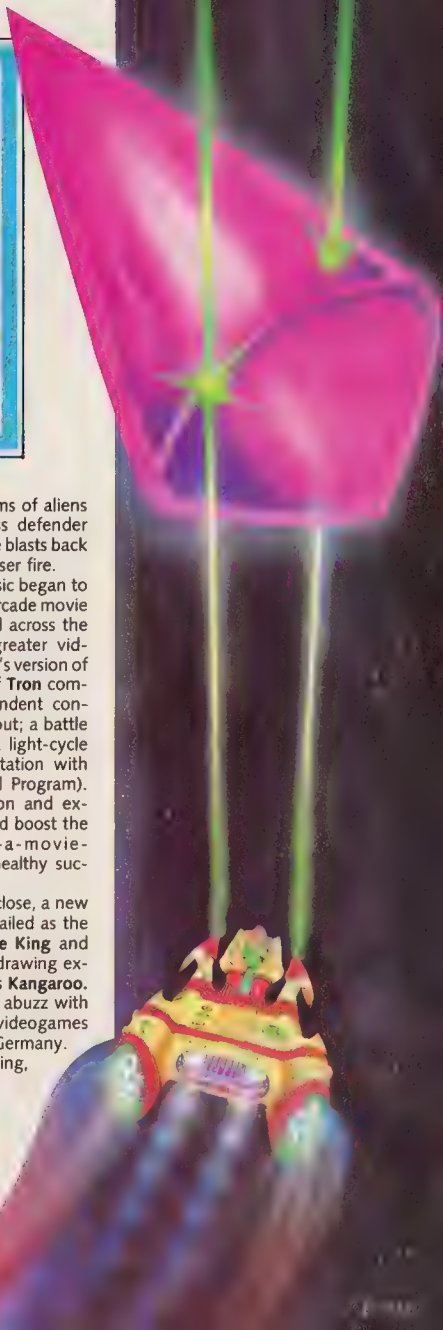 ms of aliens
ss defender
e blasts back
ser fire.
sic began to
rcade movie
l across the
greater vid-
's version of
Tron com-
ndent con-
out; a battle
light-cycle
tation with
l Program).
on and ex-
d boost the
-a-movie-
ealthy suc-
close, a new
ailed as the
e King and
drawing ex-
s Kangaroo.
abuzz with
videogames
Germany.
ing,